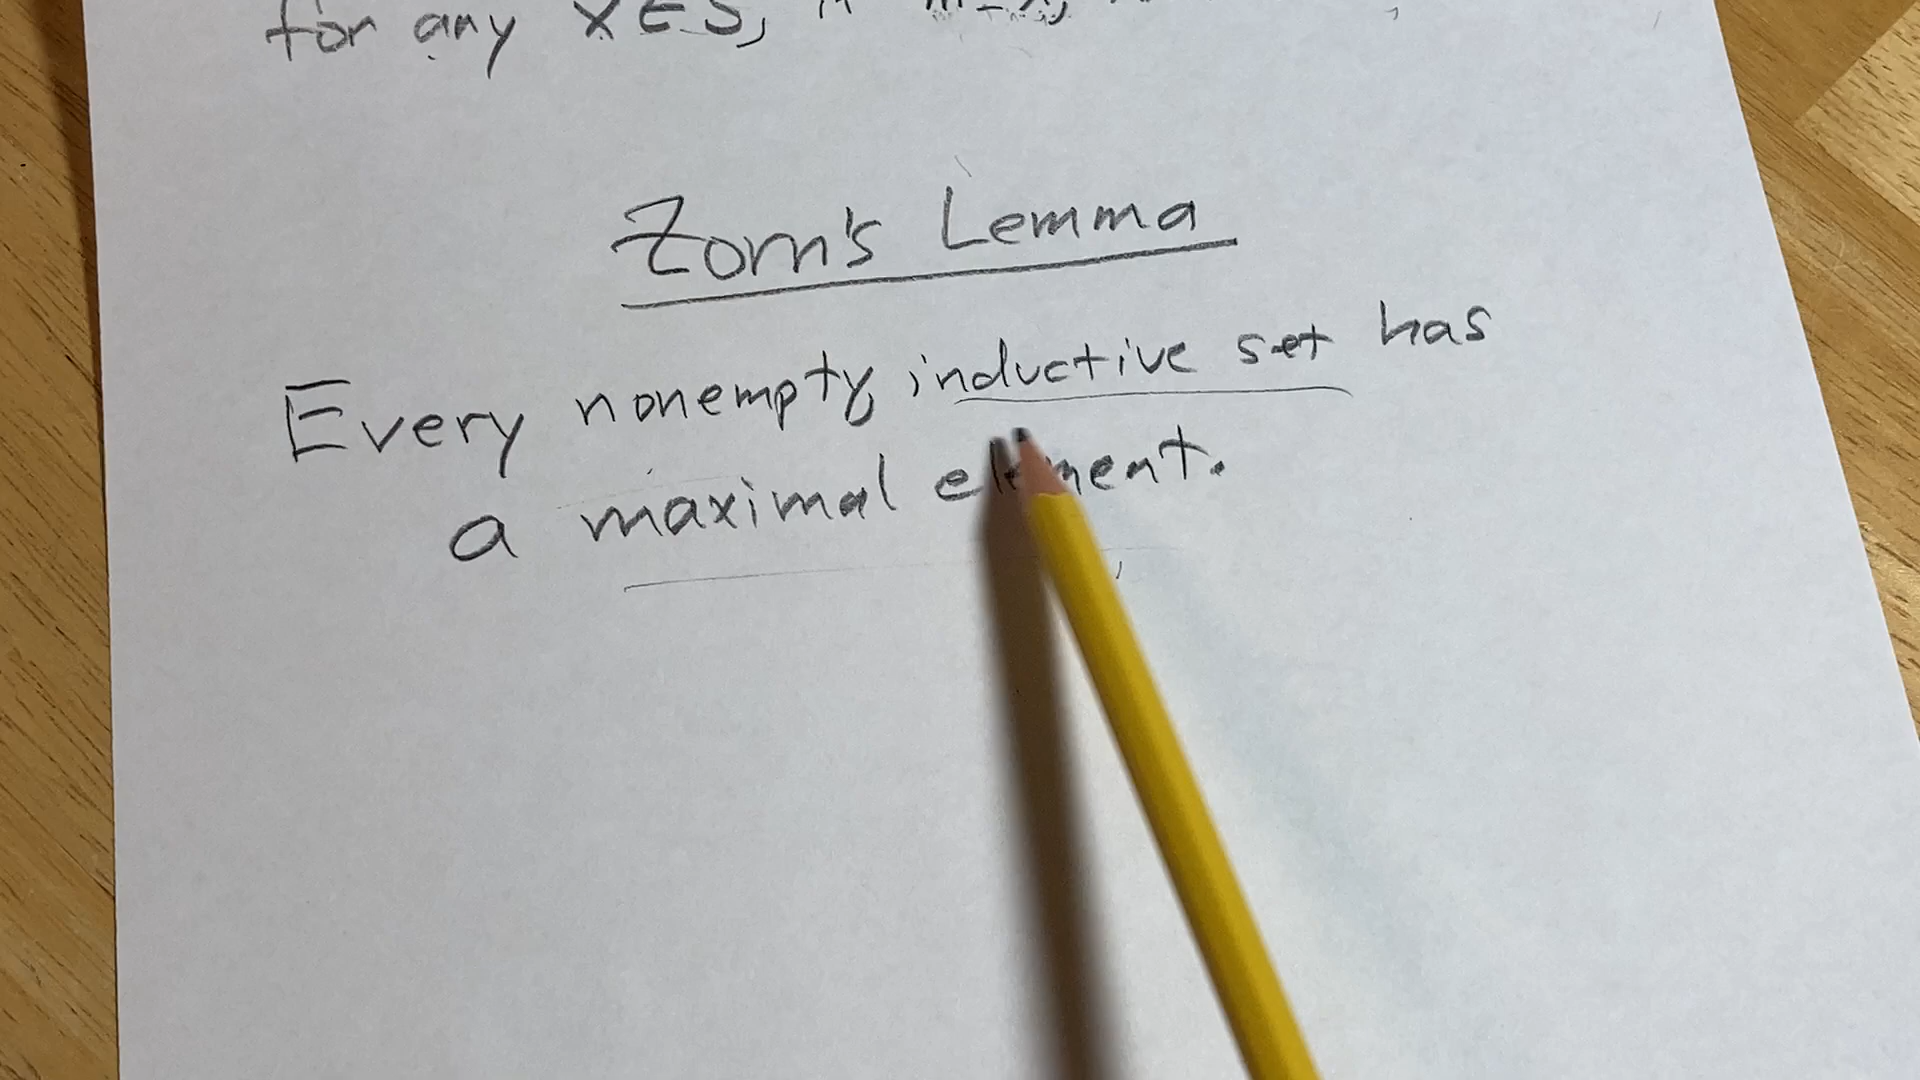 for any x ∈ S,
Zorn's Lemma
Every nonempty inductive set has
a maximal element.